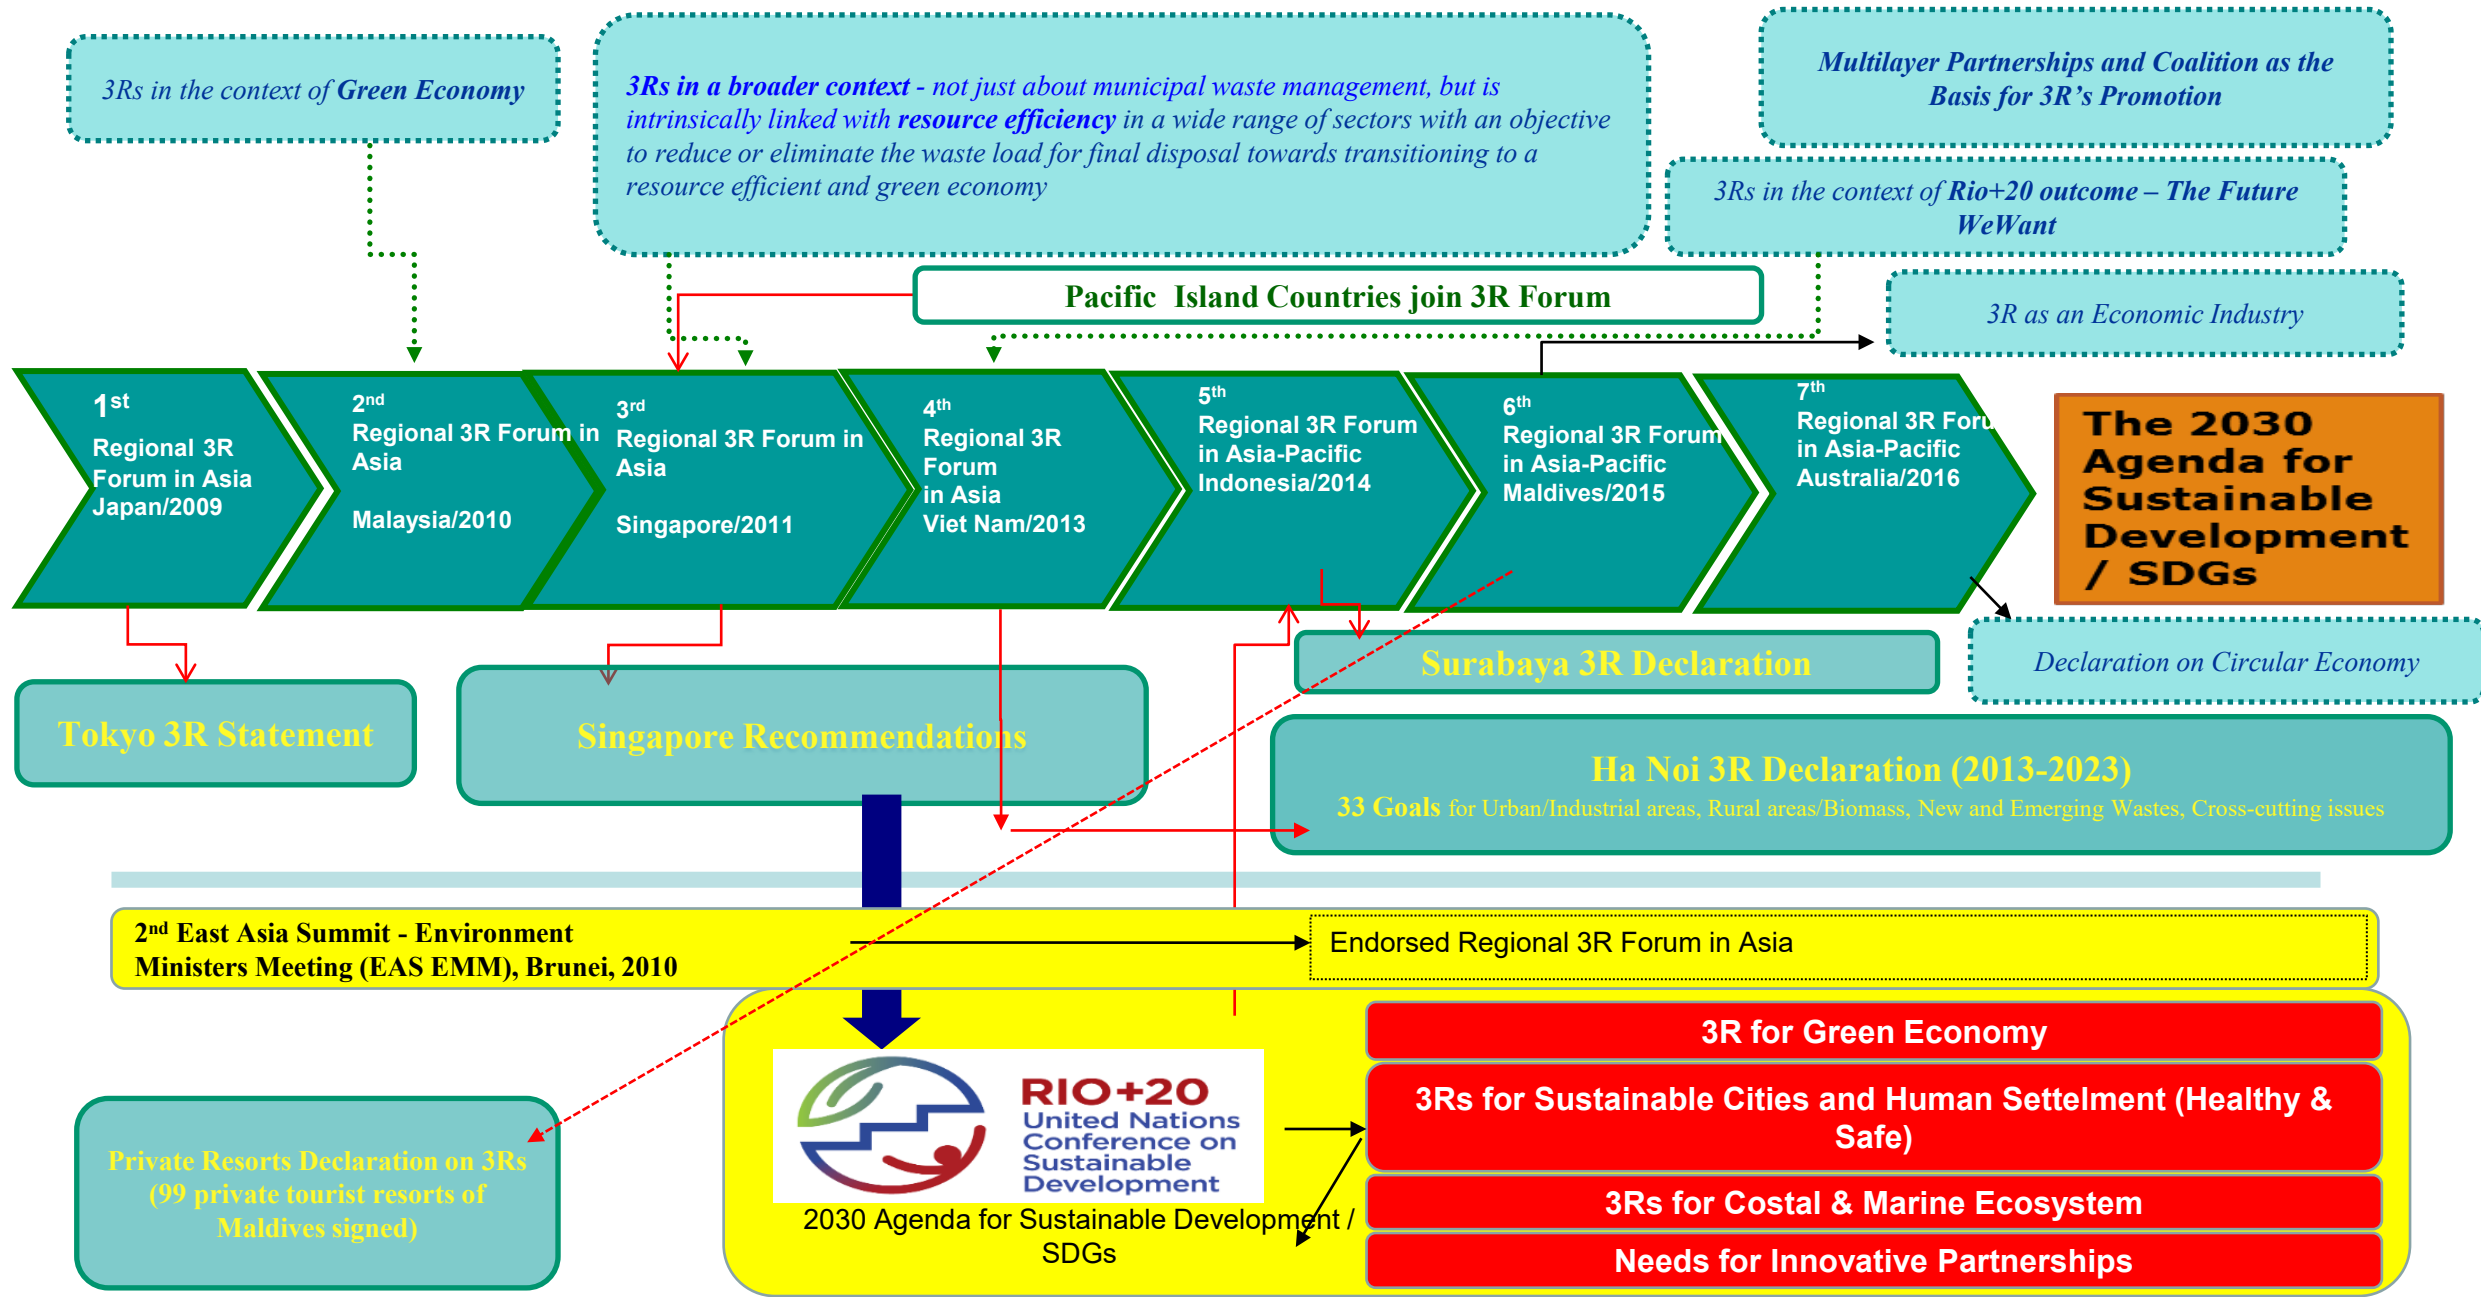 3Rs in the context of Green Economy
3Rs in a broader context - not just about municipal waste management, but is
intrinsically linked with resource efficiency in a wide range of sectors with an objective
to reduce or eliminate the waste load for final disposal towards transitioning to a
resource efficient and green economy
Multilayer Partnerships and Coalition as the
Basis for 3R's Promotion
3Rs in the context of Rio+20 outcome – The Future
WeWant
Pacific Island Countries join 3R Forum
3R as an Economic Industry
1st
Regional 3R
Forum in Asia
Japan/2009
2nd
Regional 3R Forum in
Asia
Malaysia/2010
3rd
Regional 3R Forum in
Asia
Singapore/2011
4th
Regional 3R
Forum
in Asia
Viet Nam/2013
5th
Regional 3R Forum
in Asia-Pacific
Indonesia/2014
6th
Regional 3R Forum
in Asia-Pacific
Maldives/2015
7th
Regional 3R Foru
in Asia-Pacific
Australia/2016
The 2030
Agenda for
Sustainable
Development
/ SDGs
Surabaya 3R Declaration
Declaration on Circular Economy
Tokyo 3R Statement
Singapore Recommendations
Ha Noi 3R Declaration (2013-2023)
33 Goals for Urban/Industrial areas, Rural areas/Biomass, New and Emerging Wastes, Cross-cutting issues
2nd East Asia Summit - Environment
Ministers Meeting (EAS EMM), Brunei, 2010
Endorsed Regional 3R Forum in Asia
RIO+20
United Nations
Conference on
Sustainable
Development
2030 Agenda for Sustainable Development /
SDGs
3R for Green Economy
3Rs for Sustainable Cities and Human Settelment (Healthy &
Safe)
3Rs for Costal & Marine Ecosystem
Needs for Innovative Partnerships
Private Resorts Declaration on 3Rs
(99 private tourist resorts of
Maldives signed)